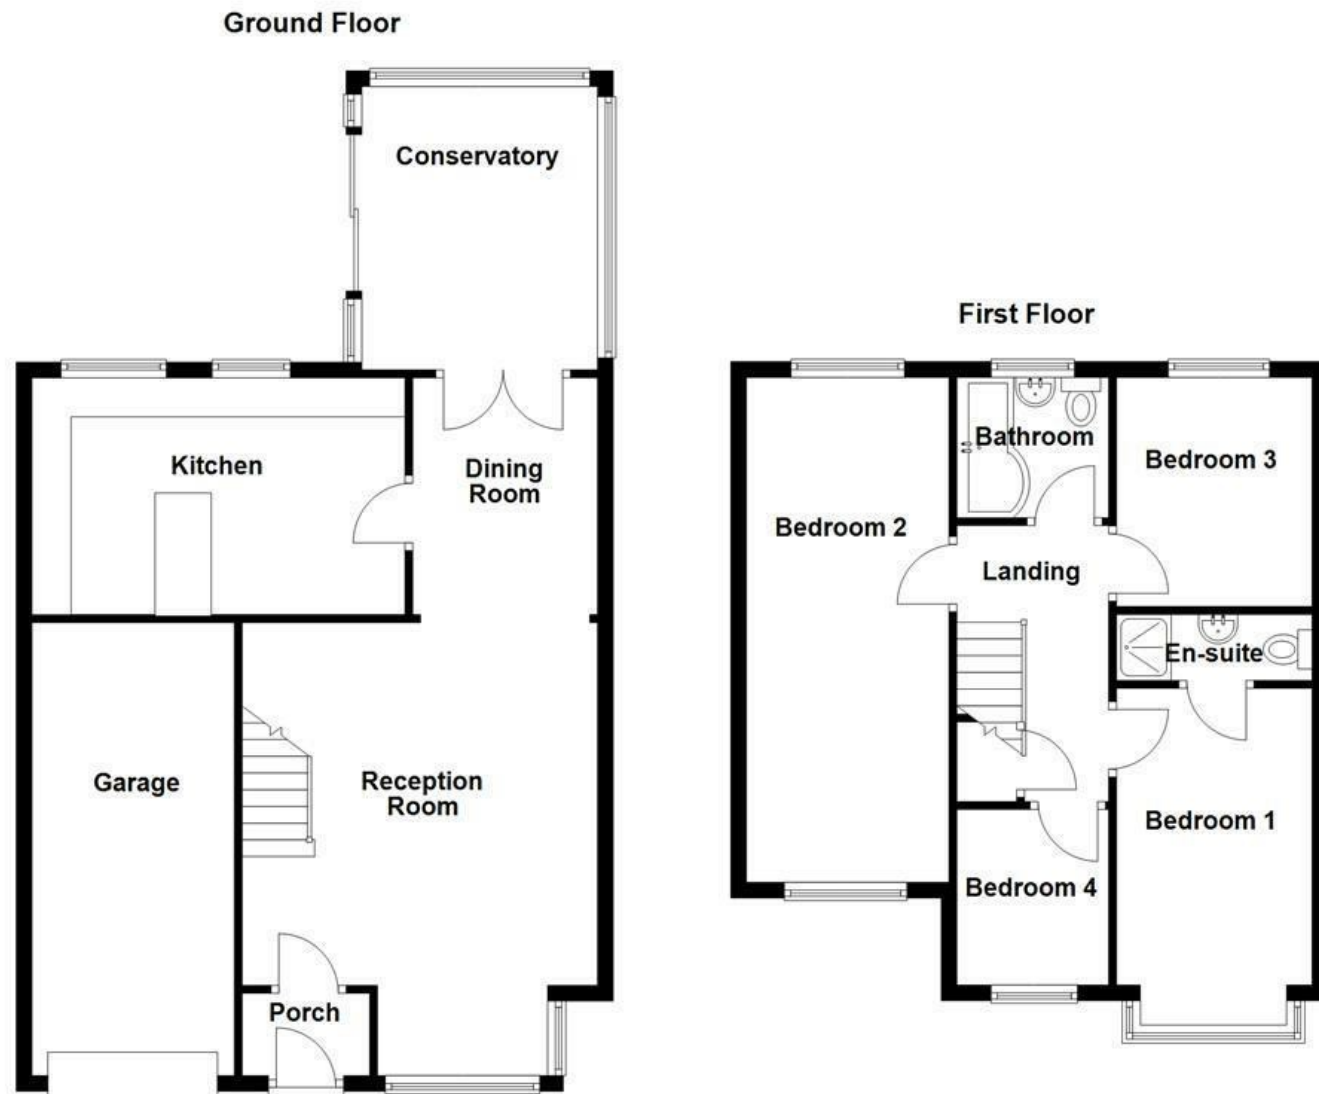 Ground Floor
Conservatory
Kitchen
Dining
Room
Garage
Reception
Room
Porch
First Floor
Bathroom
Bedroom 3
Bedroom 2
Landing
En-suite
Bedroom 1
Bedroom 4